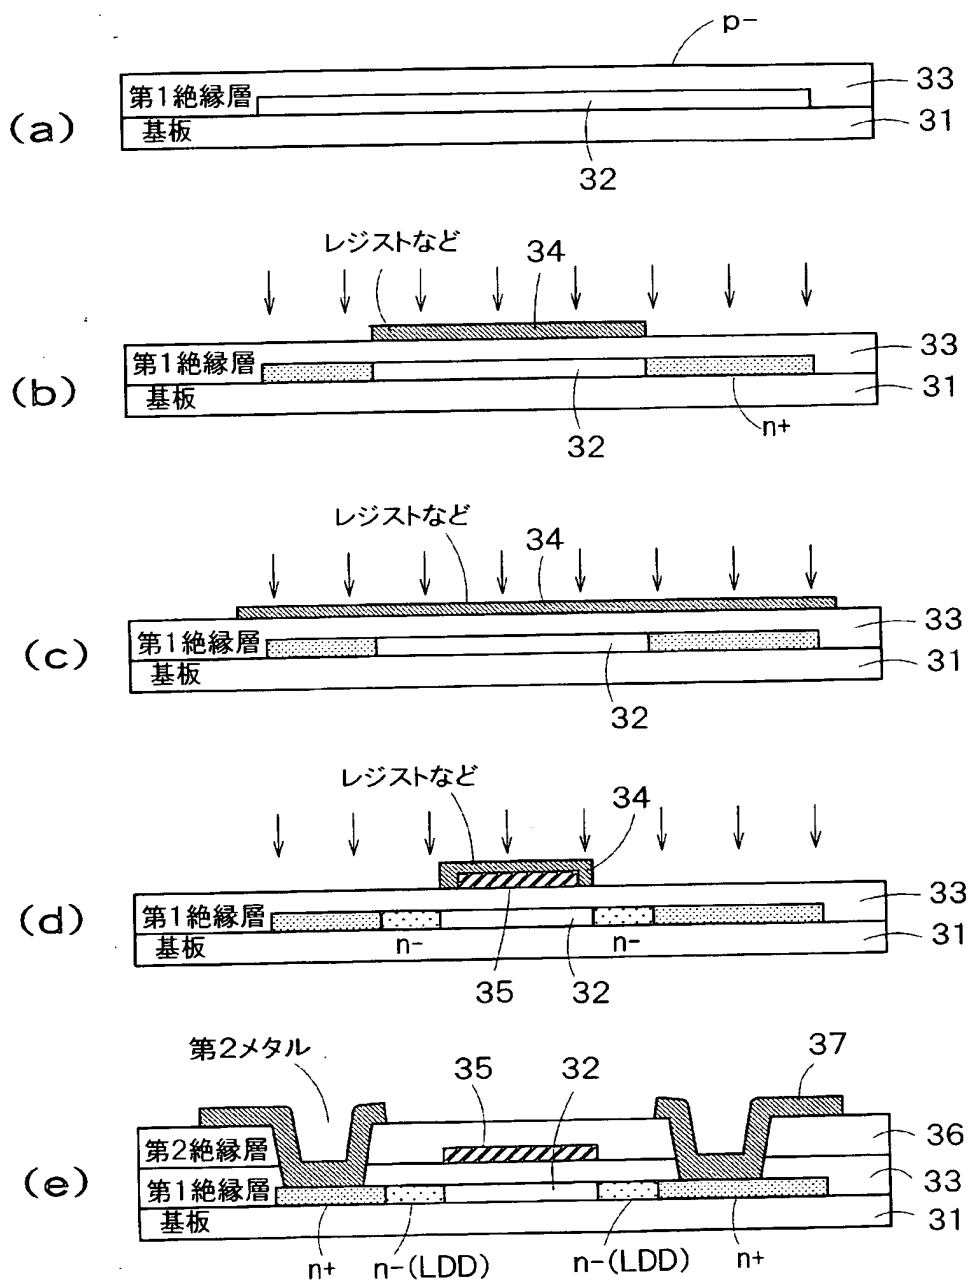 p-
第1絶縁層
33
(a)
基板
31
32
レジストなど
34
第1絶縁層
33
(b)
基板
31
32
n+
レジストなど
34
第1絶縁層
33
(c)
基板
31
32
レジストなど
34
第1絶縁層
33
(d)
基板
31
n-
n-
35
32
第2メタル
35
32
37
第2絶縁層
36
(e)
第1絶縁層
33
基板
31
n+
n-(LDD)
n-(LDD)
n+